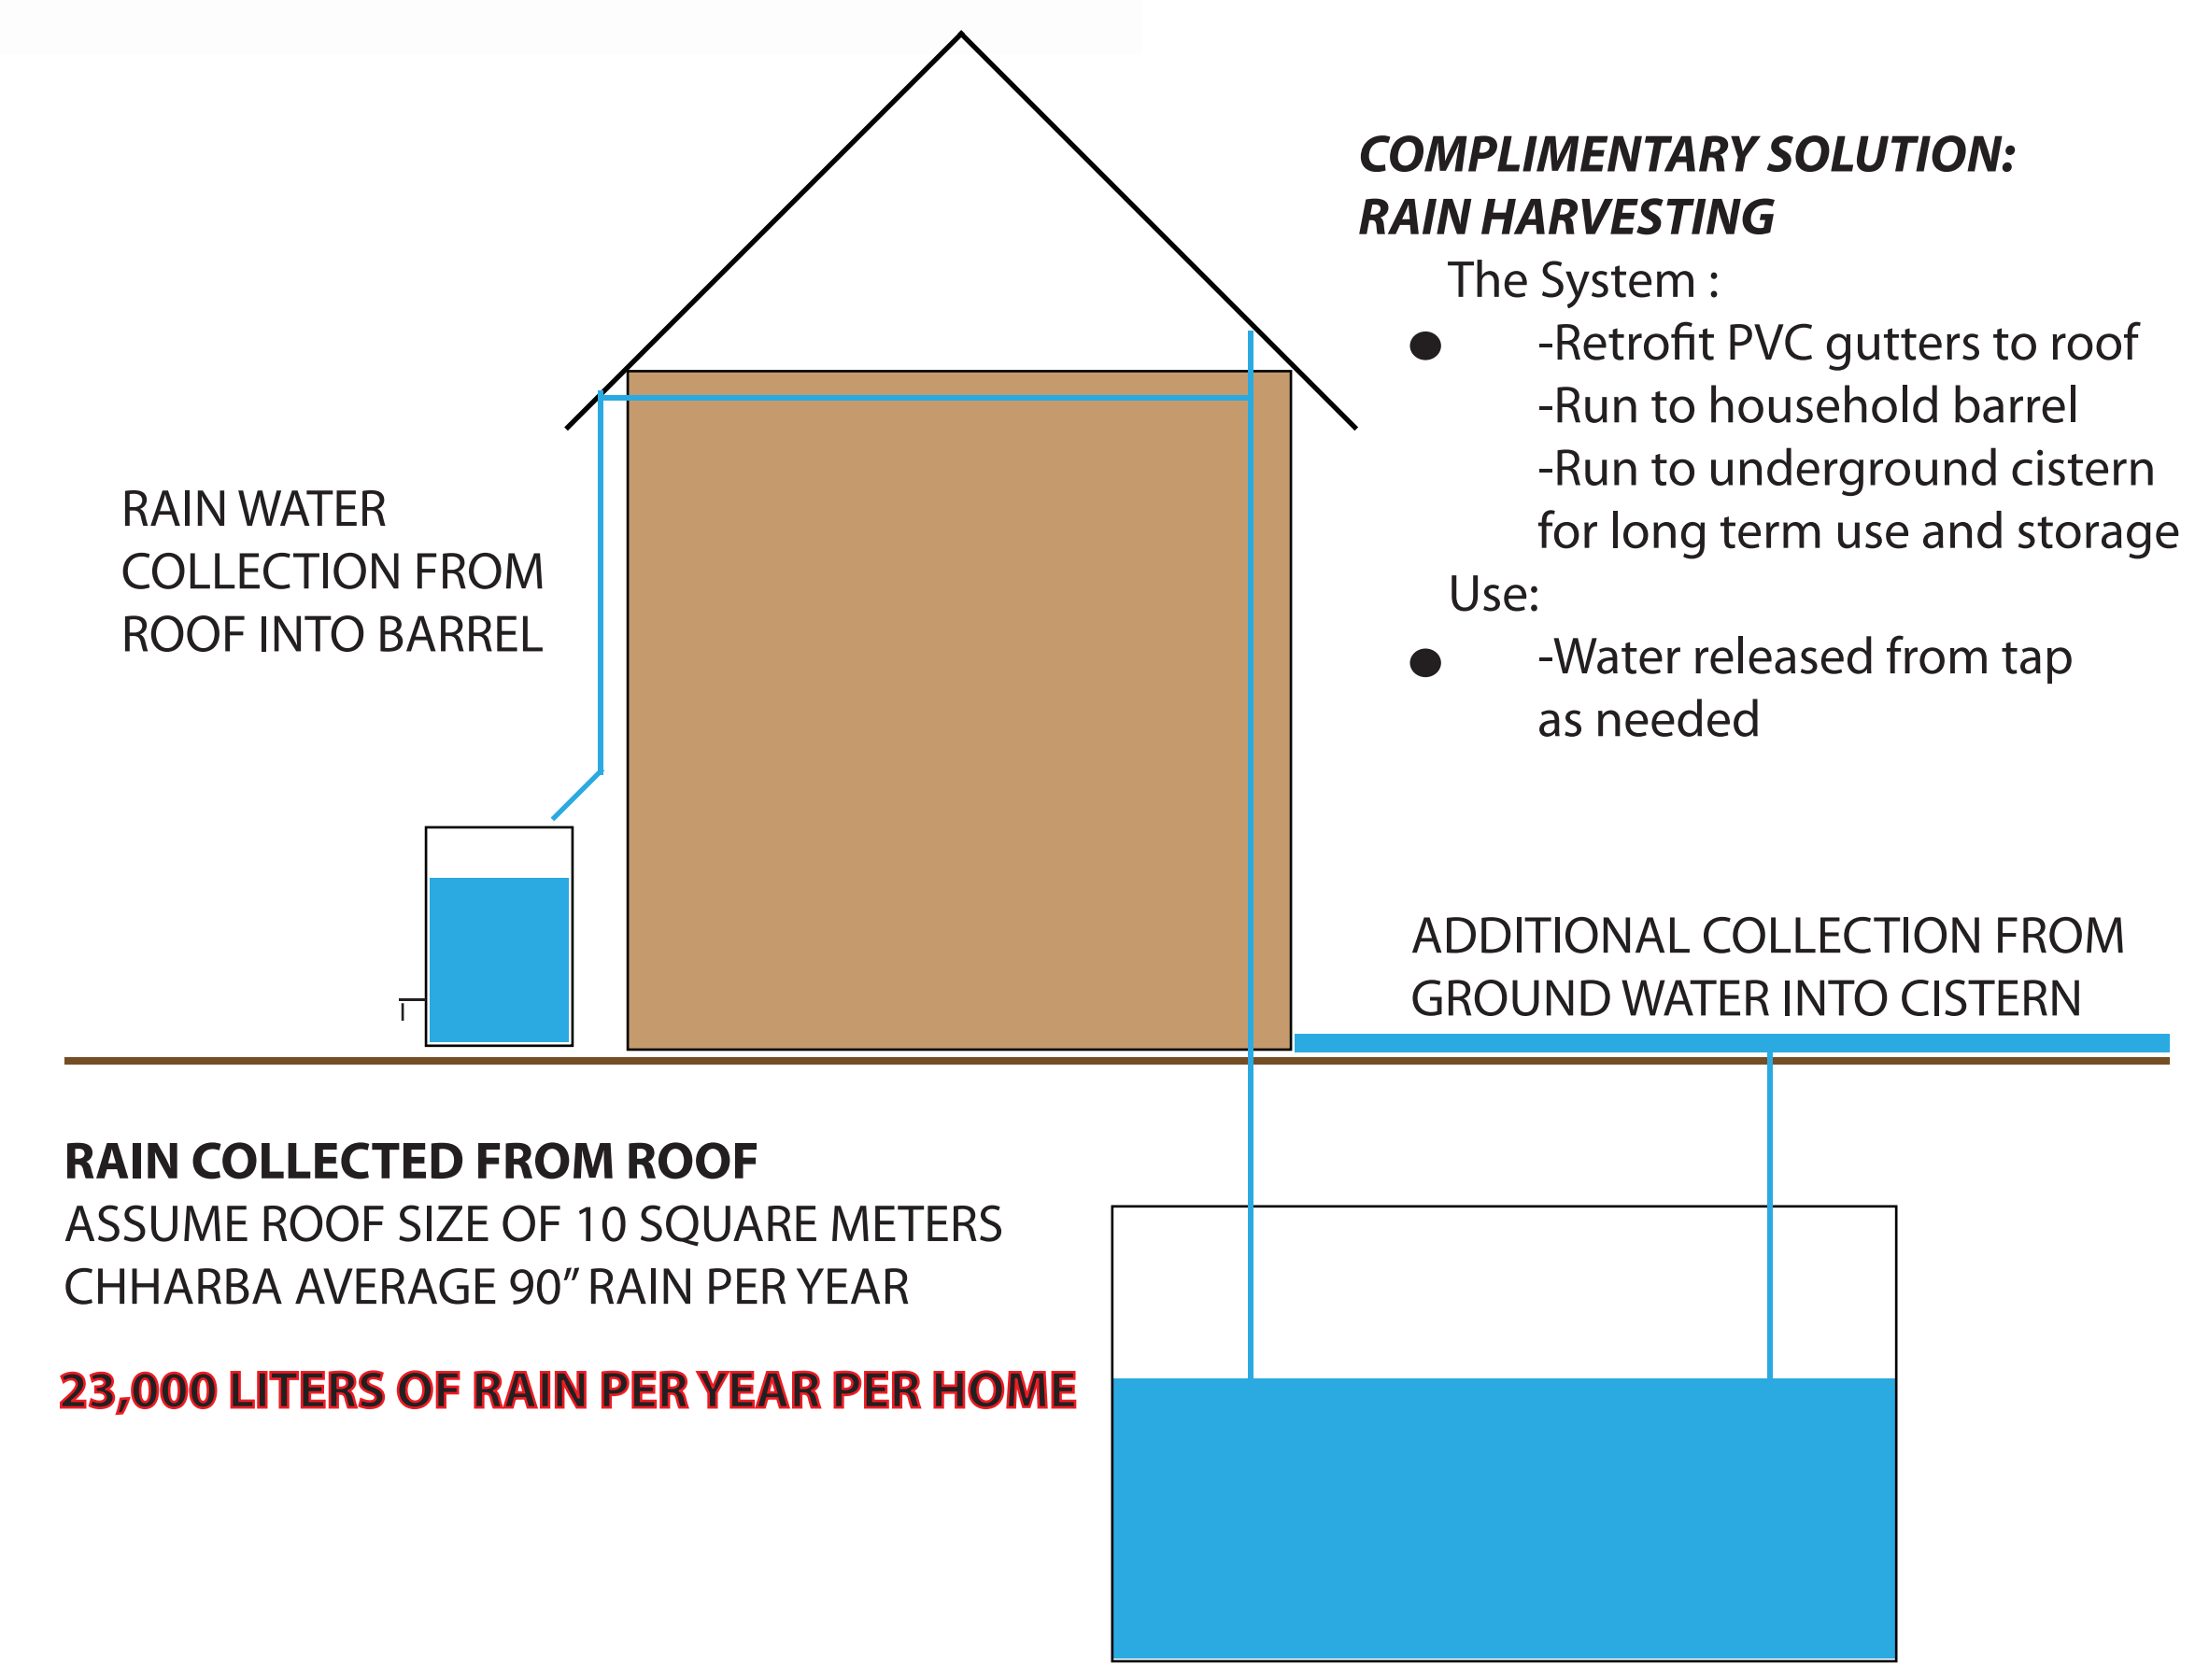 COMPLIMENTARY SOLUTION:
RAIN HARVESTING
The System :
-Retrofit PVC gutters to roof
-Run to household barrel
-Run to underground cistern
for long term use and storage
Use:
-Water released from tap
as needed
RAIN WATER
COLLECTION FROM
ROOF INTO BARREL
ADDITIONAL COLLECTION FROM
GROUND WATER INTO CISTERN
RAIN COLLECTED FROM ROOF
ASSUME ROOF SIZE OF 10 SQUARE METERS
CHHARBA AVERAGE 90” RAIN PER YEAR
23,000 LITERS OF RAIN PER YEAR PER HOME